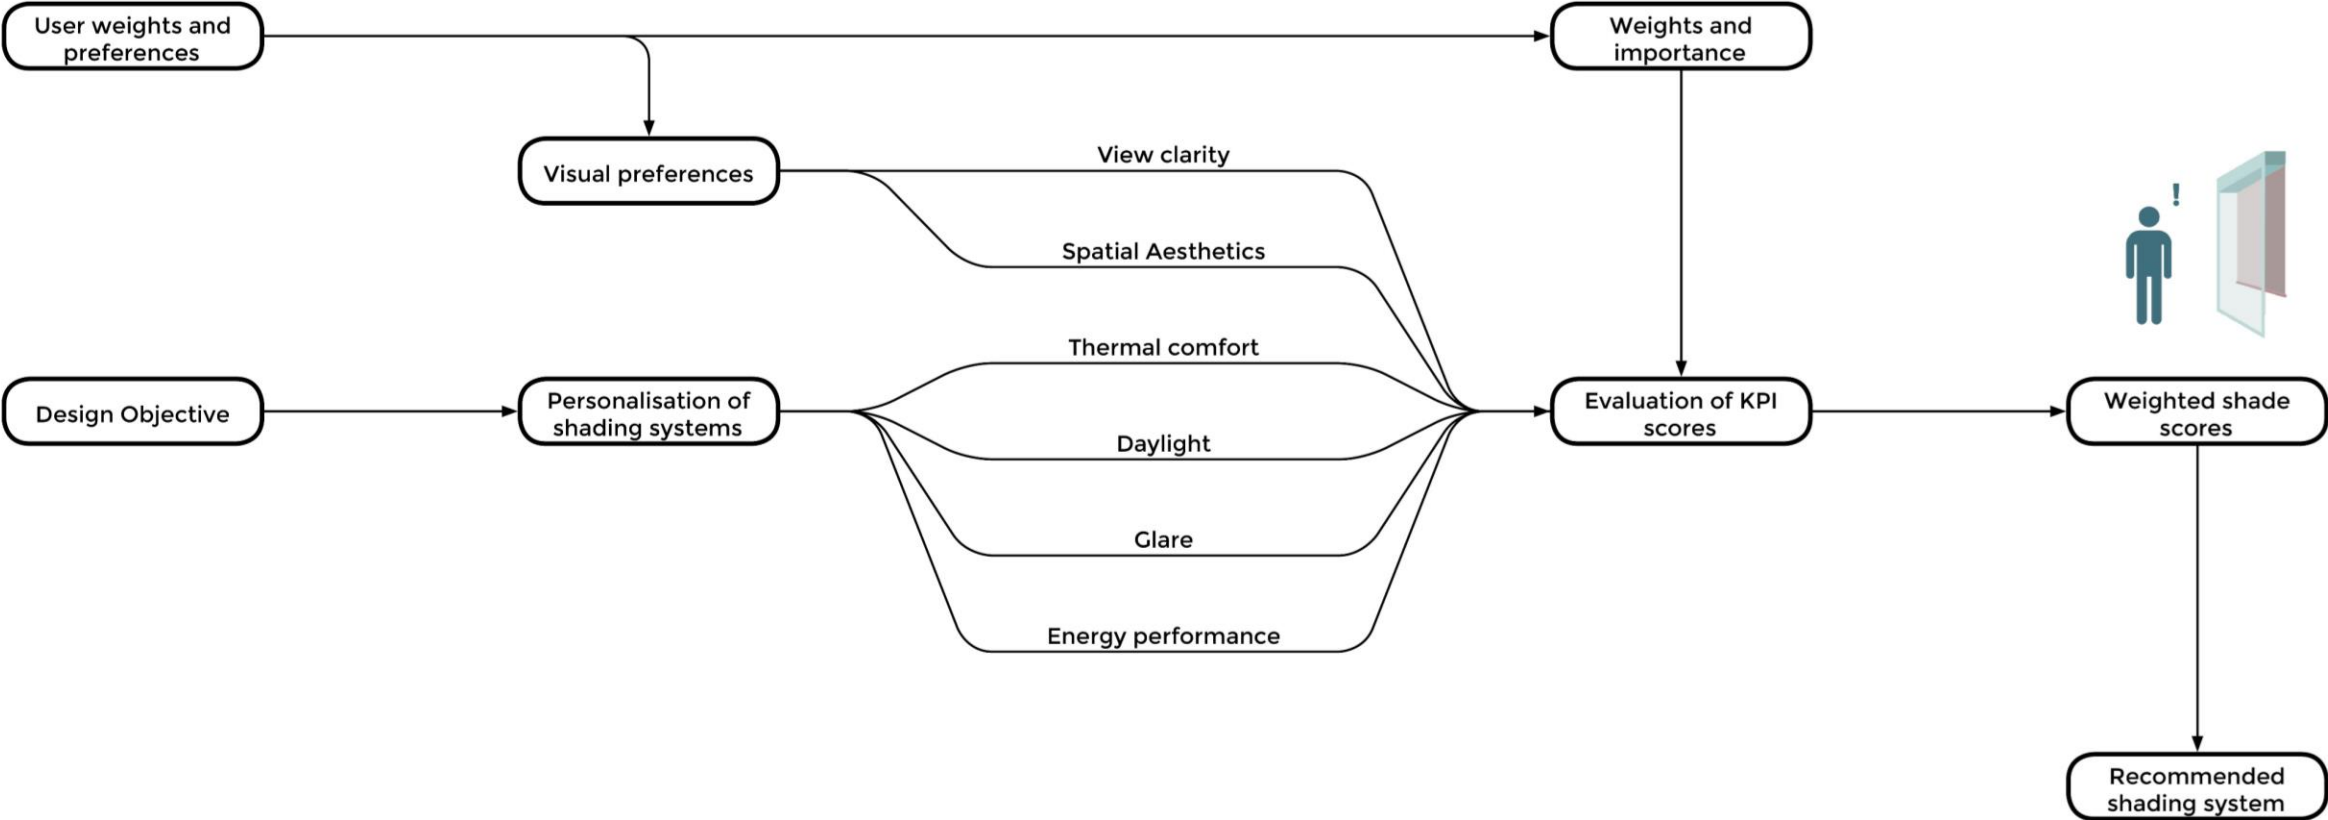 User weights and
preferences
Weights and
importance
Visual preferences
View clarity
Spatial Aesthetics
!
Thermal comfort
Design Objective
Personalisation of
shading systems
Daylight
Evaluation of KPI
scores
Weighted shade
scores
Glare
Energy performance
Recommended
shading system